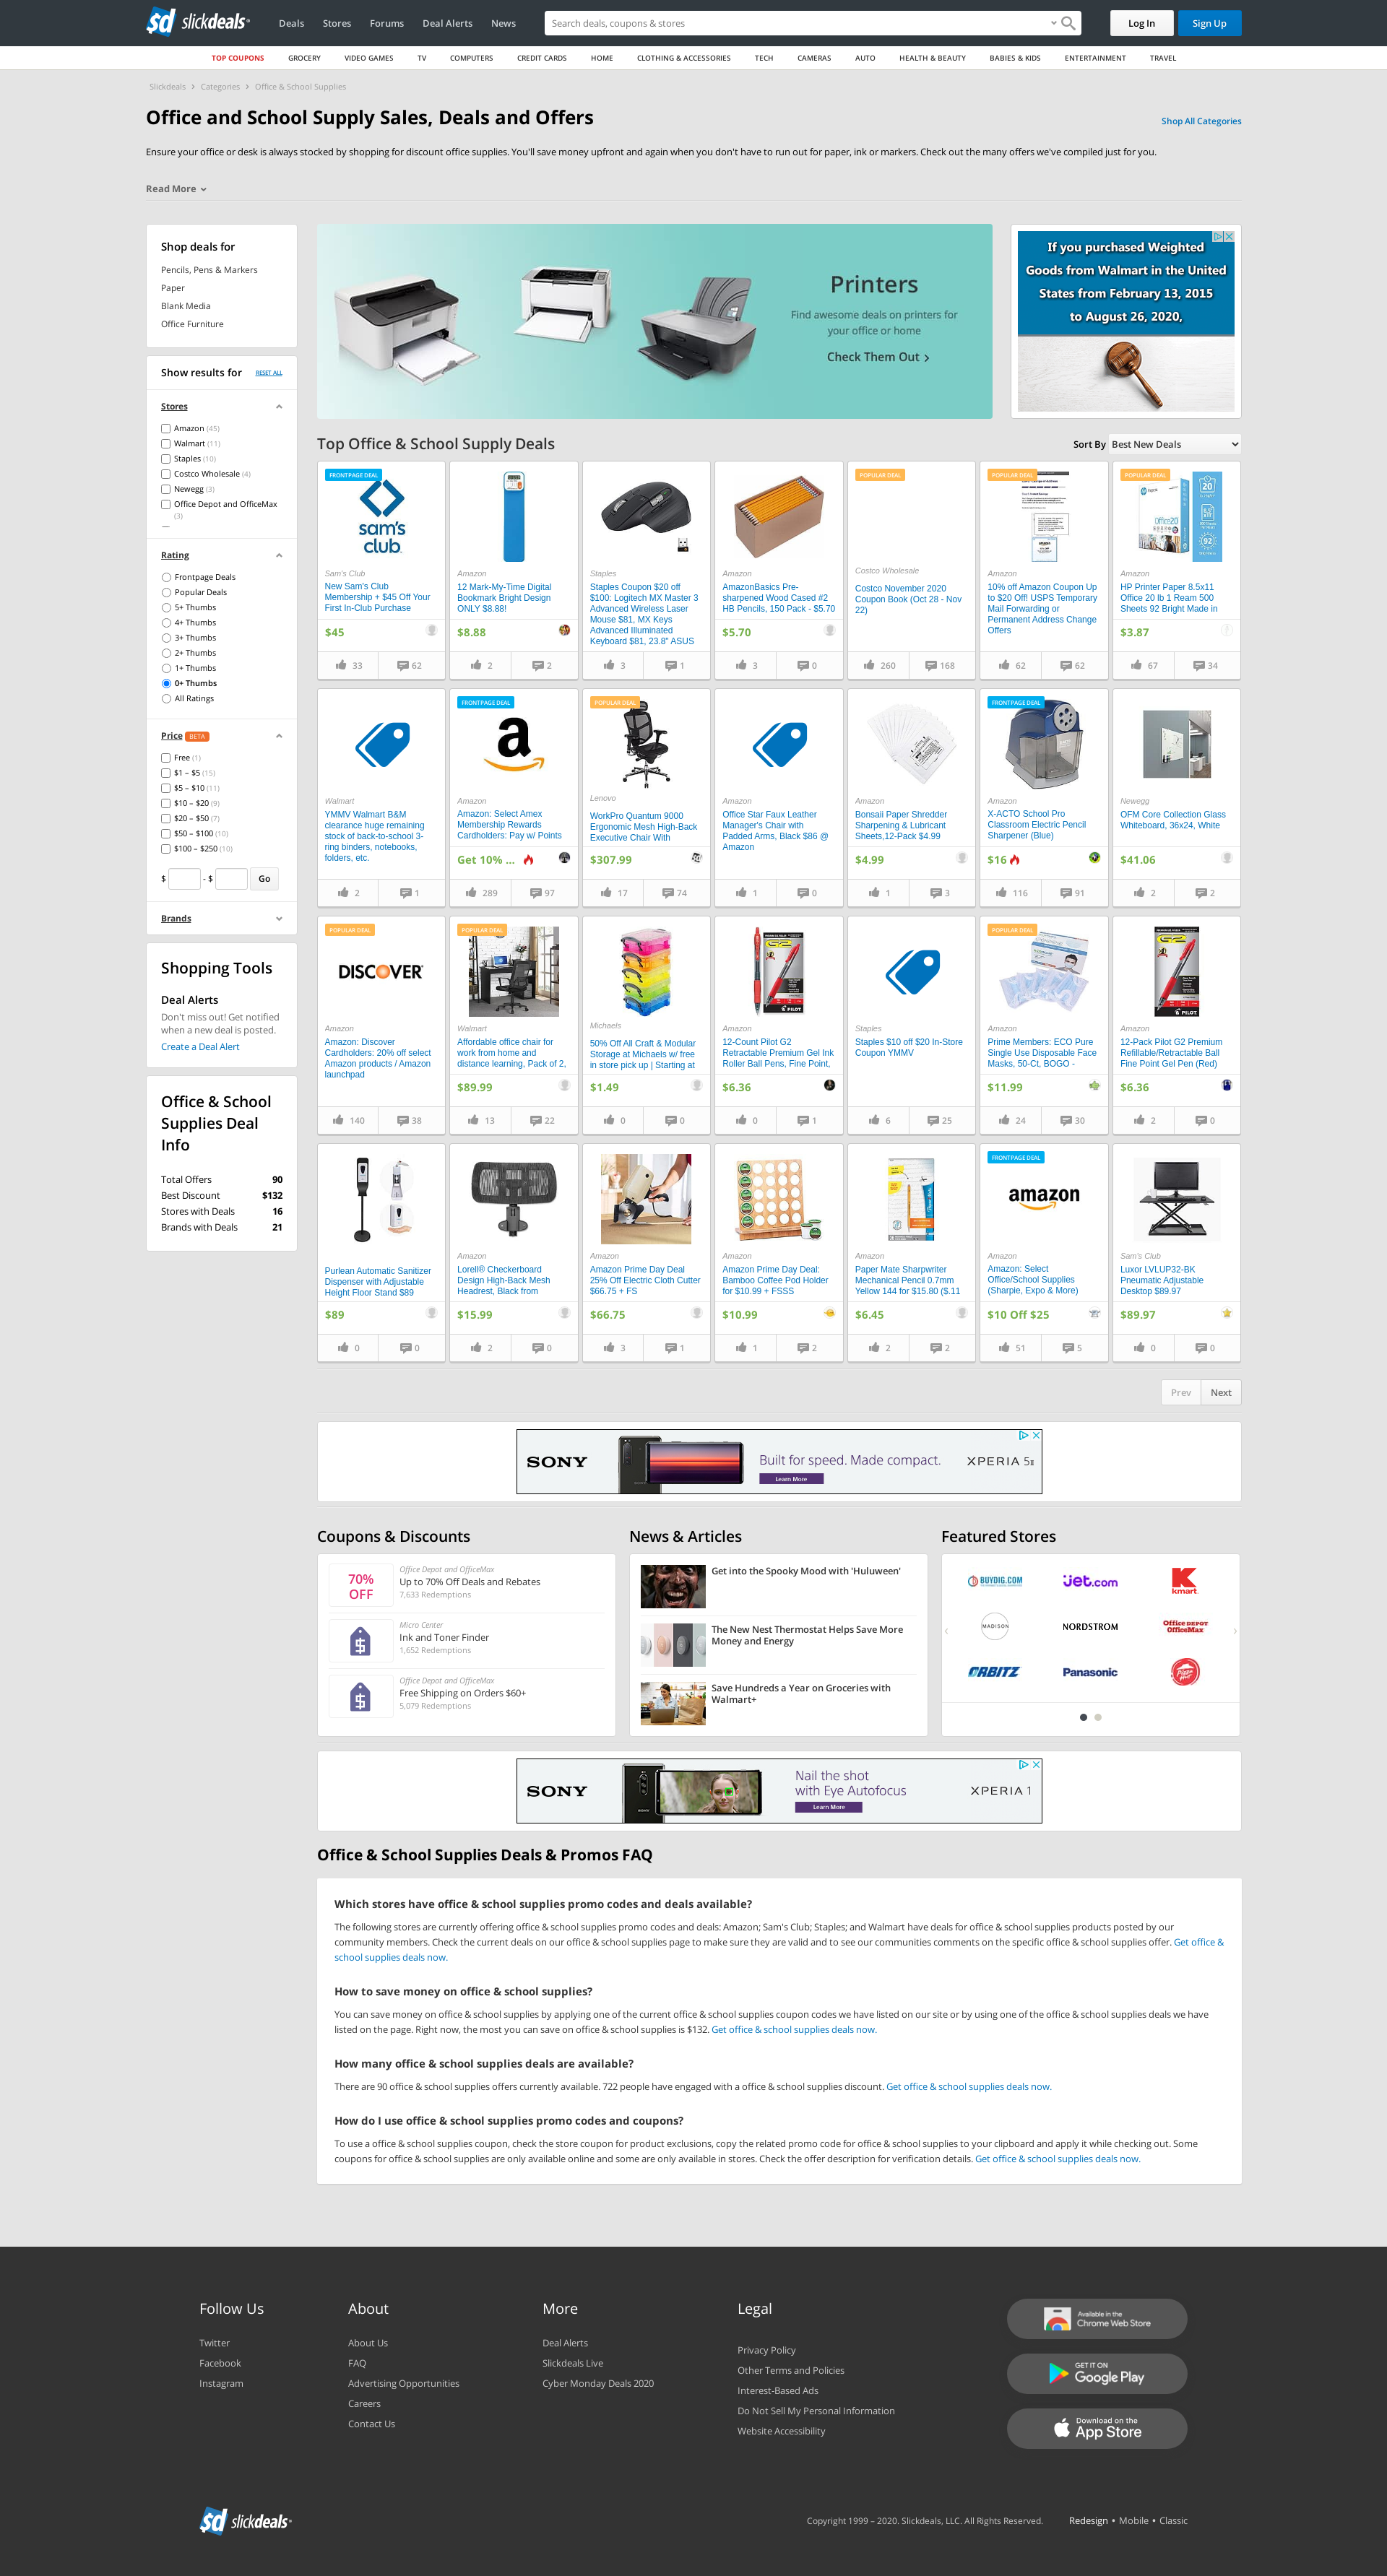 slickdeals
Deals
Stores
Forums
Deal Alerts
News
Search deals, coupons & stores
Log In
Sign Up
TOP COUPONS
GROCERY
VIDEO GAMES
TV
COMPUTERS
CREDIT CARDS
HOME
CLOTHING & ACCESSORIES
TECH
CAMERAS
AUTO
HEALTH & BEAUTY
BABIES & KIDS
ENTERTAINMENT
TRAVEL
Slickdeals › Categories › Office & School Supplies
Office and School Supply Sales, Deals and Offers
Shop All Categories
Ensure your office or desk is always stocked by shopping for discount office supplies. You'll save money upfront and again when you don't have to run out for paper, ink or markers. Check out the many offers we've compiled just for you.
Read More
Shop deals for
Pencils, Pens & Markers
Paper
Blank Media
Office Furniture
Show results for
RESET ALL
Stores
Amazon (45)
Walmart (11)
Staples (10)
Costco Wholesale (4)
Newegg (3)
Office Depot and OfficeMax
(3)
Rating
Frontpage Deals
Popular Deals
5+ Thumbs
4+ Thumbs
3+ Thumbs
2+ Thumbs
1+ Thumbs
0+ Thumbs
All Ratings
Price BETA
Free (1)
$1 – $5 (15)
$5 – $10 (11)
$10 – $20 (9)
$20 – $50 (7)
$50 – $100 (10)
$100 – $250 (10)
$ - $ Go
Brands
Shopping Tools
Deal Alerts
Don't miss out! Get notified
when a new deal is posted.
Create a Deal Alert
Office & School
Supplies Deal
Info
Total Offers 90
Best Discount $132
Stores with Deals 16
Brands with Deals 21
Printers
Find awesome deals on printers for
your office or home
Check Them Out
If you purchased Weighted
Goods from Walmart in the United
States from February 13, 2015
to August 26, 2020,
Top Office & School Supply Deals
Sort By Best New Deals
FRONTPAGE DEAL
sam's
club
Sam's Club
New Sam's Club
Membership + $45 Off Your
First In-Club Purchase
$45
33 62
Amazon
12 Mark-My-Time Digital
Bookmark Bright Design
ONLY $8.88!
$8.88
2 2
Staples
Staples Coupon $20 off
$100: Logitech MX Master 3
Advanced Wireless Laser
Mouse $81, MX Keys
Advanced Illuminated
Keyboard $81, 23.8" ASUS
3 1
Amazon
AmazonBasics Pre-
sharpened Wood Cased #2
HB Pencils, 150 Pack - $5.70
$5.70
3 0
POPULAR DEAL
Costco Wholesale
Costco November 2020
Coupon Book (Oct 28 - Nov
22)
260 168
POPULAR DEAL
Amazon
10% off Amazon Coupon Up
to $20 Off! USPS Temporary
Mail Forwarding or
Permanent Address Change
Offers
62 62
POPULAR DEAL
Office20
20
92
Amazon
HP Printer Paper 8.5x11
Office 20 lb 1 Ream 500
Sheets 92 Bright Made in
$3.87
67 34
Walmart
YMMV Walmart B&M
clearance huge remaining
stock of back-to-school 3-
ring binders, notebooks,
folders, etc.
2 1
FRONTPAGE DEAL
a
Amazon
Amazon: Select Amex
Membership Rewards
Cardholders: Pay w/ Points
Get 10% ...
289 97
POPULAR DEAL
Lenovo
WorkPro Quantum 9000
Ergonomic Mesh High-Back
Executive Chair With
$307.99
17 74
Amazon
Office Star Faux Leather
Manager's Chair with
Padded Arms, Black $86 @
Amazon
1 0
Amazon
Bonsaii Paper Shredder
Sharpening & Lubricant
Sheets,12-Pack $4.99
$4.99
1 3
FRONTPAGE DEAL
Amazon
X-ACTO School Pro
Classroom Electric Pencil
Sharpener (Blue)
$16
116 91
Newegg
OFM Core Collection Glass
Whiteboard, 36x24, White
$41.06
2 2
POPULAR DEAL
DISCOVER
Amazon
Amazon: Discover
Cardholders: 20% off select
Amazon products / Amazon
launchpad
140 38
POPULAR DEAL
Walmart
Affordable office chair for
work from home and
distance learning, Pack of 2,
$89.99
13 22
Michaels
50% Off All Craft & Modular
Storage at Michaels w/ free
in store pick up | Starting at
$1.49
0 0
G2
PILOT
Amazon
12-Count Pilot G2
Retractable Premium Gel Ink
Roller Ball Pens, Fine Point,
$6.36
0 1
Staples
Staples $10 off $20 In-Store
Coupon YMMV
6 25
POPULAR DEAL
Amazon
Prime Members: ECO Pure
Single Use Disposable Face
Masks, 50-Ct, BOGO -
$11.99
24 30
G2
PILOT
Amazon
12-Pack Pilot G2 Premium
Refillable/Retractable Ball
Fine Point Gel Pen (Red)
$6.36
2 0
Purlean Automatic Sanitizer
Dispenser with Adjustable
Height Floor Stand $89
$89
0 0
Amazon
Lorell® Checkerboard
Design High-Back Mesh
Headrest, Black from
$15.99
2 0
Amazon
Amazon Prime Day Deal
25% Off Electric Cloth Cutter
$66.75 + FS
$66.75
3 1
Amazon
Amazon Prime Day Deal:
Bamboo Coffee Pod Holder
for $10.99 + FSSS
$10.99
1 2
Amazon
Paper Mate Sharpwriter
Mechanical Pencil 0.7mm
Yellow 144 for $15.80 ($.11
$6.45
2 2
FRONTPAGE DEAL
amazon
Amazon
Amazon: Select
Office/School Supplies
(Sharpie, Expo & More)
$10 Off $25
51 5
Sam's Club
Luxor LVLUP32-BK
Pneumatic Adjustable
Desktop $89.97
$89.97
0 0
Prev Next
SONY
Built for speed. Made compact.
Learn More
XPERIA 5 II
Coupons & Discounts
70%
OFF
Office Depot and OfficeMax
Up to 70% Off Deals and Rebates
7,633 Redemptions
Micro Center
Ink and Toner Finder
1,652 Redemptions
Office Depot and OfficeMax
Free Shipping on Orders $60+
5,079 Redemptions
News & Articles
Get into the Spooky Mood with 'Huluween'
The New Nest Thermostat Helps Save More
Money and Energy
Save Hundreds a Year on Groceries with
Walmart+
Featured Stores
BUYDIG.COM
jet.com
kmart
MADISON
NORDSTROM
Office DEPOT
OfficeMax
ORBITZ
Panasonic
Pizza Hut
SONY
Nail the shot
with Eye Autofocus
Learn More
XPERIA 1
Office & School Supplies Deals & Promos FAQ
Which stores have office & school supplies promo codes and deals available?
The following stores are currently offering office & school supplies promo codes and deals: Amazon; Sam's Club; Staples; and Walmart have deals for office & school supplies products posted by our
community members. Check the current deals on our office & school supplies page to make sure they are valid and to see our communities comments on the specific office & school supplies offer. Get office &
school supplies deals now.
How to save money on office & school supplies?
You can save money on office & school supplies by applying one of the current office & school supplies coupon codes we have listed on our site or by using one of the office & school supplies deals we have
listed on the page. Right now, the most you can save on office & school supplies is $132. Get office & school supplies deals now.
How many office & school supplies deals are available?
There are 90 office & school supplies offers currently available. 722 people have engaged with a office & school supplies discount. Get office & school supplies deals now.
How do I use office & school supplies promo codes and coupons?
To use a office & school supplies coupon, check the store coupon for product exclusions, copy the related promo code for office & school supplies to your clipboard and apply it while checking out. Some
coupons for office & school supplies are only available online and some are only available in stores. Check the offer description for verification details. Get office & school supplies deals now.
Follow Us
Twitter
Facebook
Instagram
About
About Us
FAQ
Advertising Opportunities
Careers
Contact Us
More
Deal Alerts
Slickdeals Live
Cyber Monday Deals 2020
Legal
Privacy Policy
Other Terms and Policies
Interest-Based Ads
Do Not Sell My Personal Information
Website Accessibility
Available in the
Chrome Web Store
GET IT ON
Google Play
Download on the
App Store
slickdeals
Copyright 1999 – 2020. Slickdeals, LLC. All Rights Reserved.
Redesign • Mobile • Classic